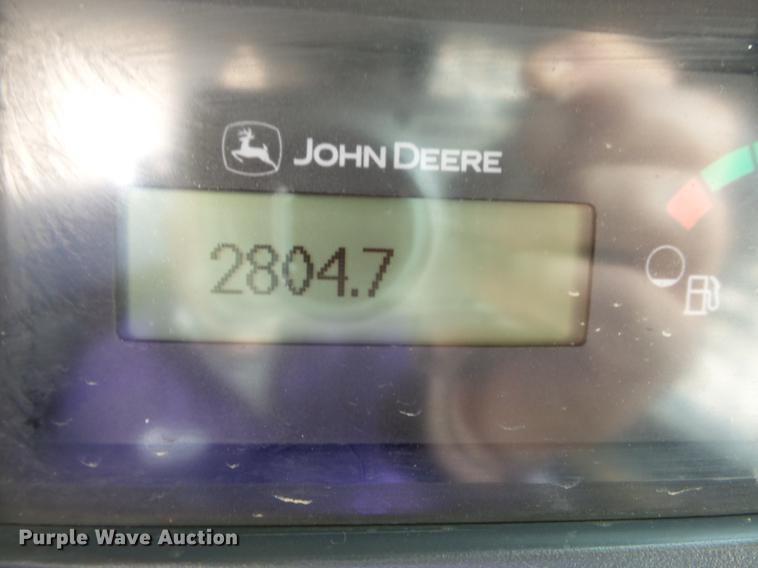 JOHN DEERE
2804.7
Purple Wave Auction